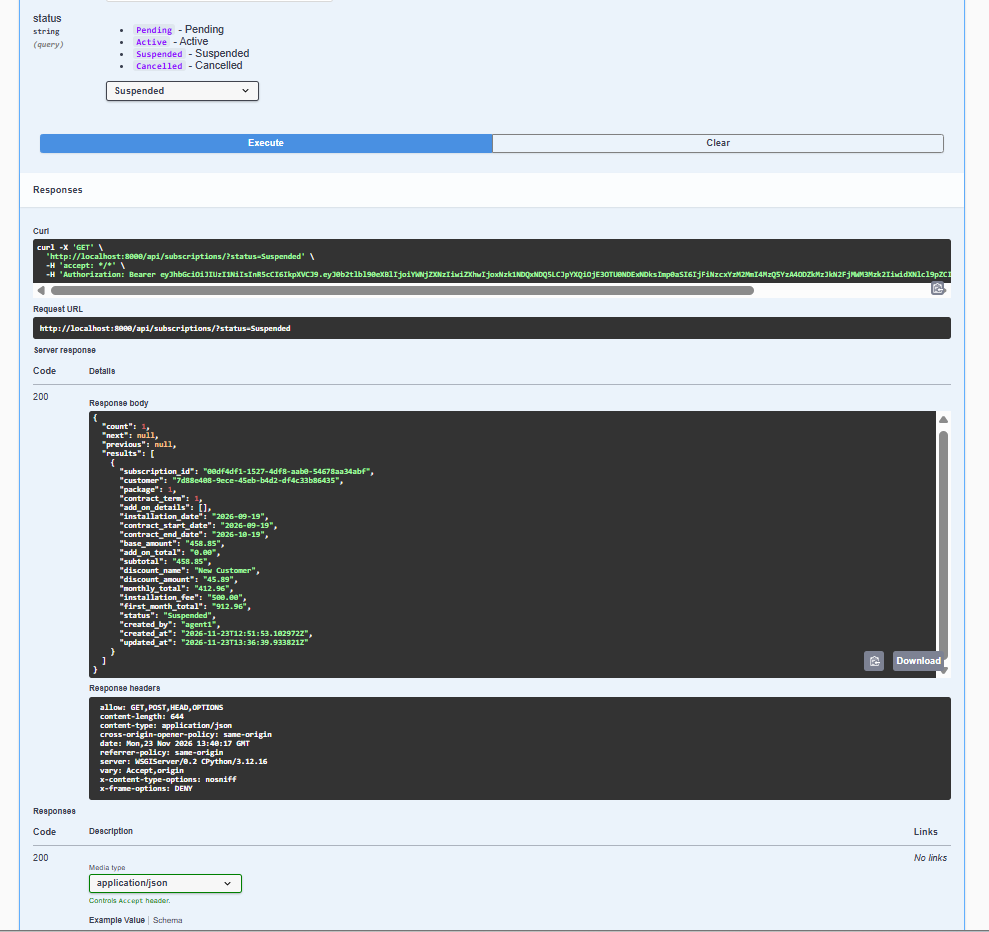 status
string
(query)
Pending - Pending
Active - Active
Suspended - Suspended
Cancelled - Cancelled
Suspended
Execute
Clear
Responses
Curl
curl -X 'GET' \
'http://localhost:8000/api/subscriptions/?status=Suspended' \
-H 'accept: */*' \
-H 'Authorization: Bearer
Request URL
http://localhost:8000/api/subscriptions/?status=Suspended
Server response
Code
Details
200
Response body
{
"count": 1,
"next": null,
"previous": null,
"results": [
{
"subscription_id": "00df4df1-1527-4df8-aab0-54678aa34abf",
"customer": "7d88e408-9ece-45eb-b4d2-df4c33b86435",
"package": 1,
"contract_term": 1,
"add_on_details": [],
"installation_date": "2026-09-19",
"contract_start_date": "2026-09-19",
"contract_end_date": "2026-10-19",
"base_amount": "458.85",
"add_on_total": "0.00",
"subtotal": "458.85",
"discount_name": "New Customer",
"discount_amount": "45.89",
"monthly_total": "412.96",
"installation_fee": "500.00",
"first_month_total": "912.96",
"status": "Suspended",
"created_by": "agent1",
"created_at": "2026-11-23T12:51:53.102972Z",
"updated_at": "2026-11-23T13:36:39.933821Z"
}
]
}
Download
Response headers
allow: GET,POST,HEAD,OPTIONS
content-length: 644
content-type: application/json
cross-origin-opener-policy: same-origin
date: Mon,23 Nov 2026 13:40:17 GMT
referrer-policy: same-origin
server: WSGIServer/0.2 CPython/3.12.16
vary: Accept,origin
x-content-type-options: nosniff
x-frame-options: DENY
Responses
Code
Description
Links
200
No links
Media type
application/json
Controls Accept header.
Example Value | Schema